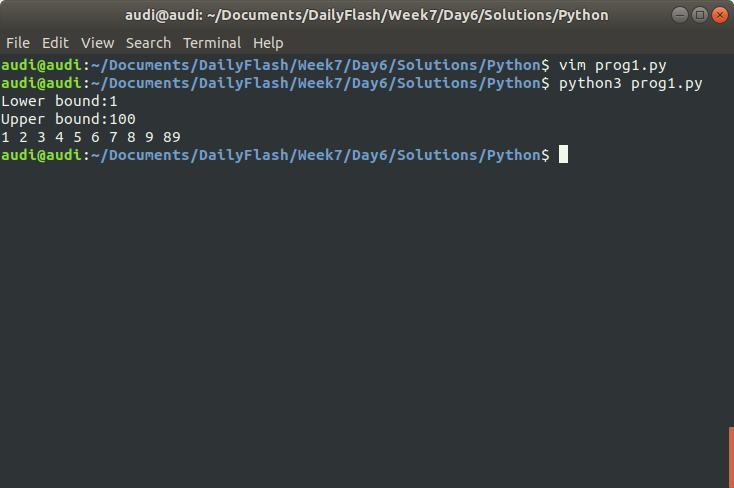 audi@audi: ~/Documents/DailyFlash/Week7/Day6/Solutions/Python
File Edit View Search Terminal Help
audi@audi:~/Documents/DailyFlash/Week7/Day6/Solutions/Python$ vim prog1.py
audi@audi:~/Documents/DailyFlash/Week7/Day6/Solutions/Python$ python3 prog1.py
Lower bound:1
Upper bound:100
1 2 3 4 5 6 7 8 9 89
audi@audi:~/Documents/DailyFlash/Week7/Day6/Solutions/Python$